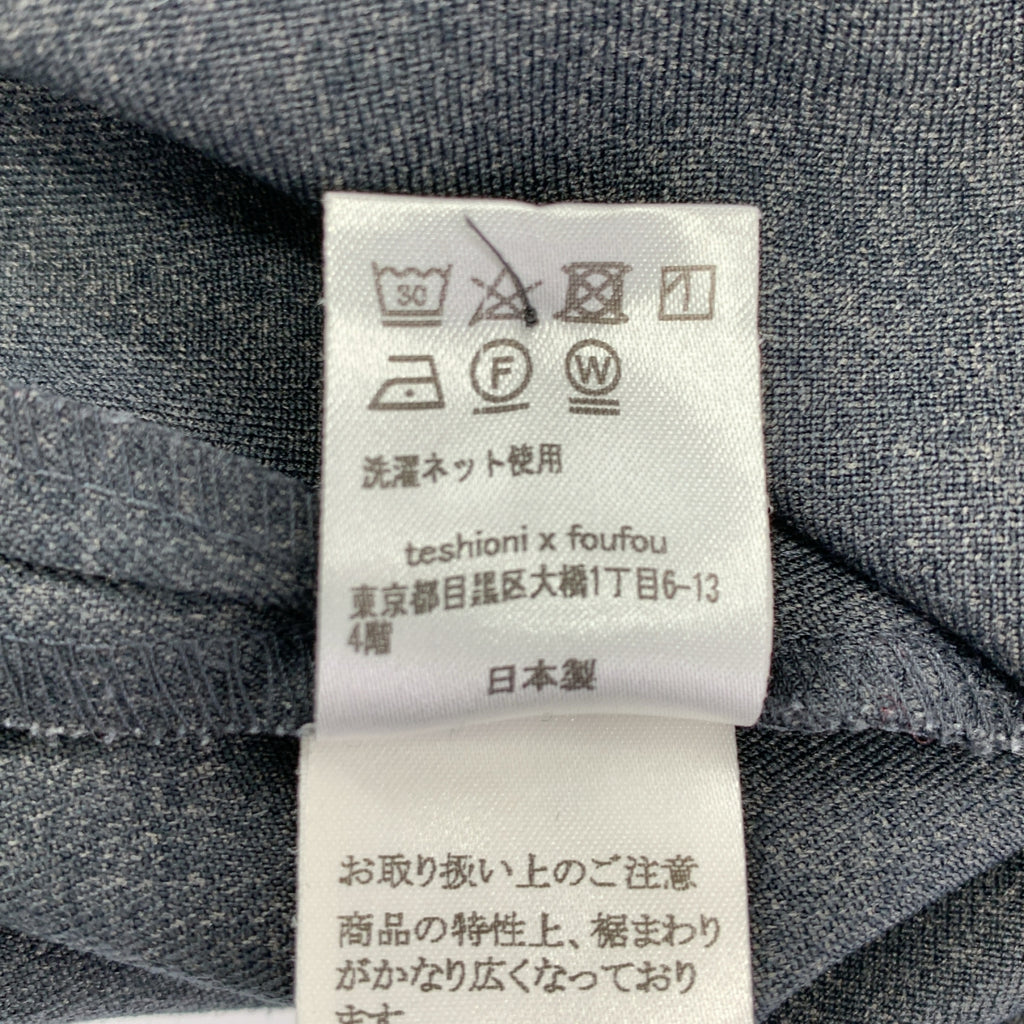 30
F W
洗濯ネット使用
teshioni x foufou
東京都目黒区大橋1丁目6-13
4階
日本製
お取り扱い上のご注意
商品の特性上、裾まわり
がかなり広くなっており
ます